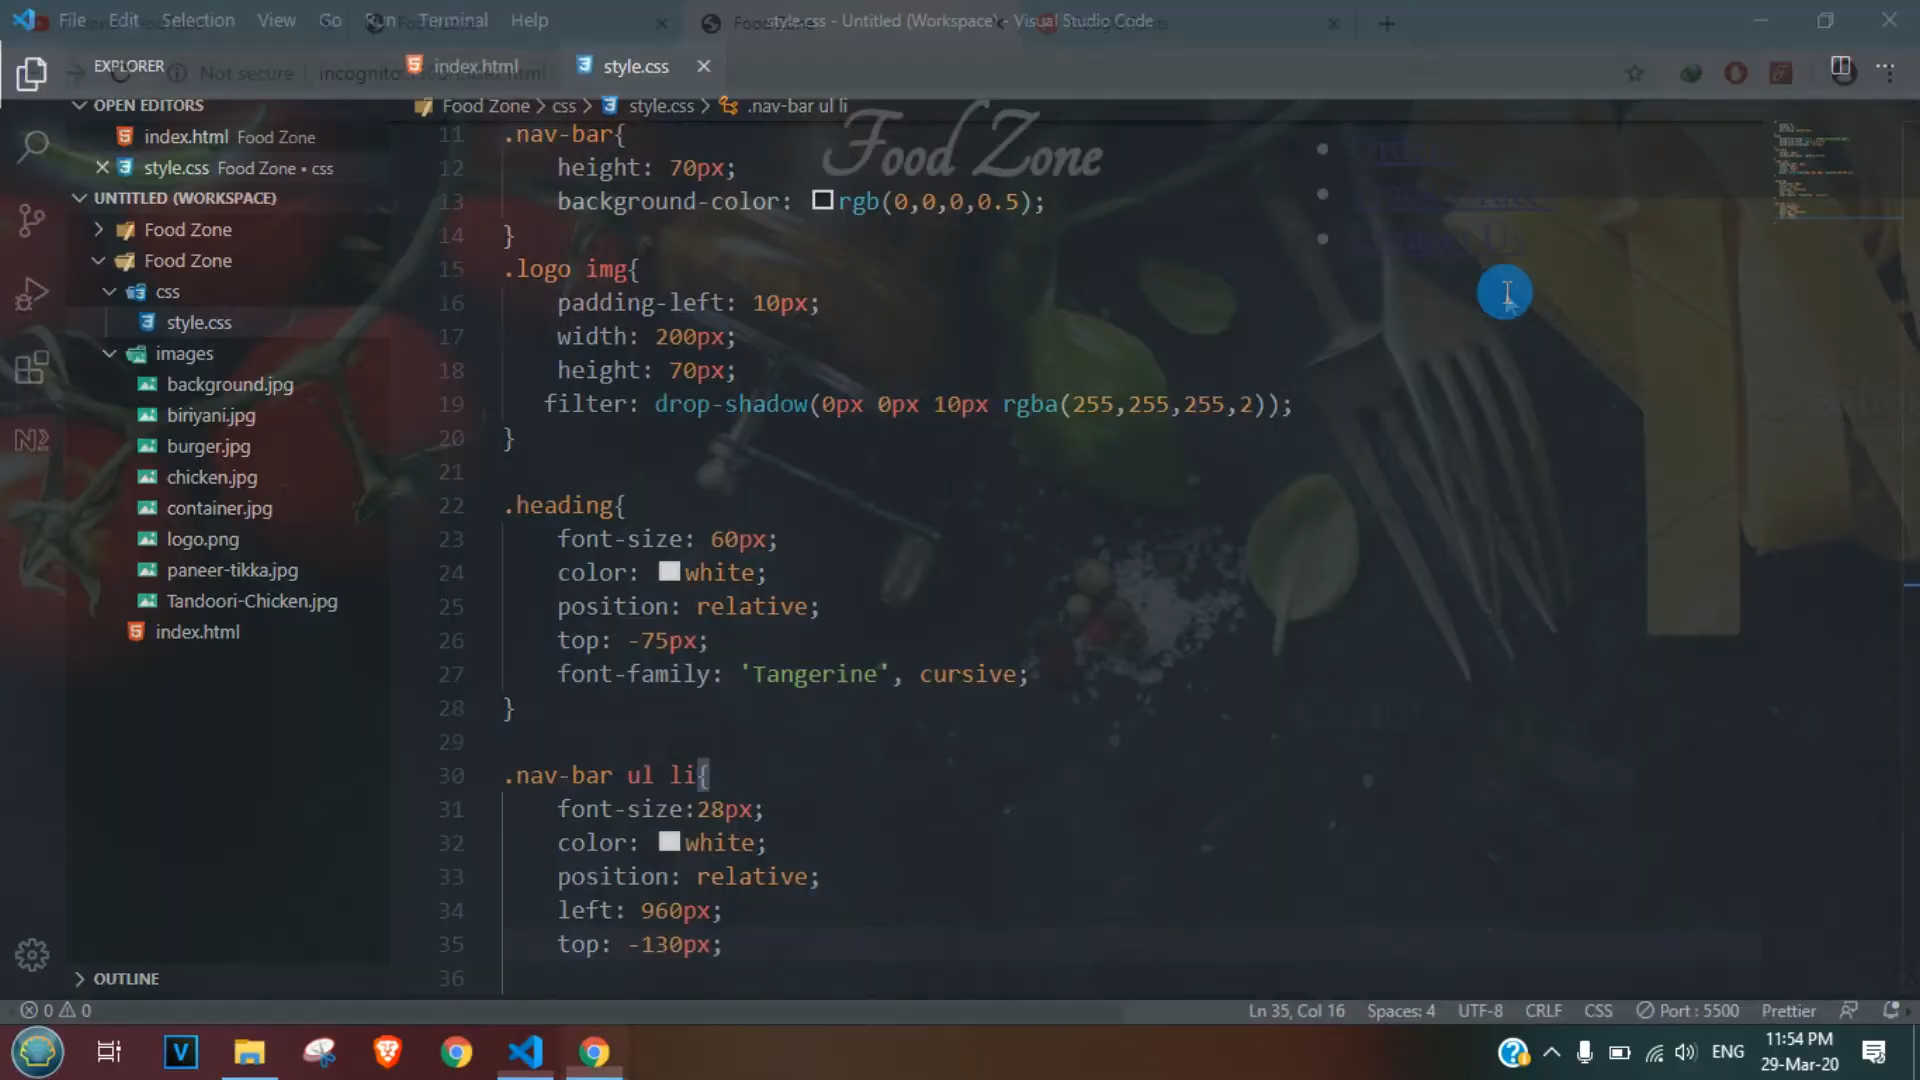 File Edit Selection View Go Run Terminal Help
style.css - Untitled (Workspace) - Visual Studio Code
EXPLORER
index.html
style.css
Not secure
incognito
OPEN EDITORS
index.html Food Zone
style.css Food Zone • css
UNTITLED (WORKSPACE)
Food Zone
Food Zone
css
style.css
images
background.jpg
biriyani.jpg
burger.jpg
chicken.jpg
container.jpg
logo.png
paneer-tikka.jpg
Tandoori-Chicken.jpg
index.html
OUTLINE
Food Zone > css > style.css > .nav-bar ul li
Food Zone
Contact Us
11 .nav-bar{
12 height: 70px;
13 background-color: rgb(0,0,0,0.5);
14 }
15 .logo img{
16 padding-left: 10px;
17 width: 200px;
18 height: 70px;
19 filter: drop-shadow(0px 0px 10px rgba(255,255,255,2));
20 }
21
22 .heading{
23 font-size: 60px;
24 color: white;
25 position: relative;
26 top: -75px;
27 font-family: 'Tangerine', cursive;
28 }
29
30 .nav-bar ul li{
31 font-size:28px;
32 color: white;
33 position: relative;
34 left: 960px;
35 top: -130px;
36
0 0
Ln 35, Col 16 Spaces: 4 UTF-8 CRLF CSS Port : 5500 Prettier
ENG
11:54 PM
29-Mar-20